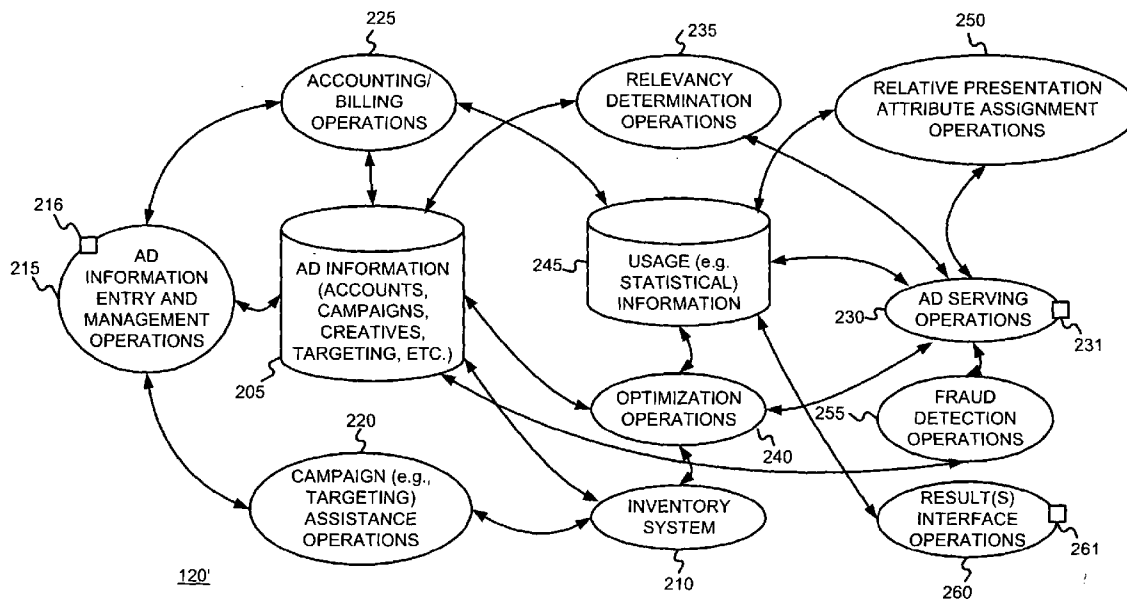 225
ACCOUNTING/
BILLING
OPERATIONS
235
RELEVANCY
DETERMINATION
OPERATIONS
250
RELATIVE PRESENTATION
ATTRIBUTE ASSIGNMENT
OPERATIONS
216
215
AD
INFORMATION
ENTRY AND
MANAGEMENT
OPERATIONS
AD INFORMATION
(ACCOUNTS,
CAMPAIGNS,
CREATIVES,
TARGETING, ETC.)
205
245
USAGE (e.g.
STATISTICAL)
INFORMATION
230
AD SERVING
OPERATIONS
231
OPTIMIZATION
OPERATIONS
240
255
FRAUD
DETECTION
OPERATIONS
220
CAMPAIGN (e.g.,
TARGETING)
ASSISTANCE
OPERATIONS
INVENTORY
SYSTEM
210
RESULT(S)
INTERFACE
OPERATIONS
261
260
120'